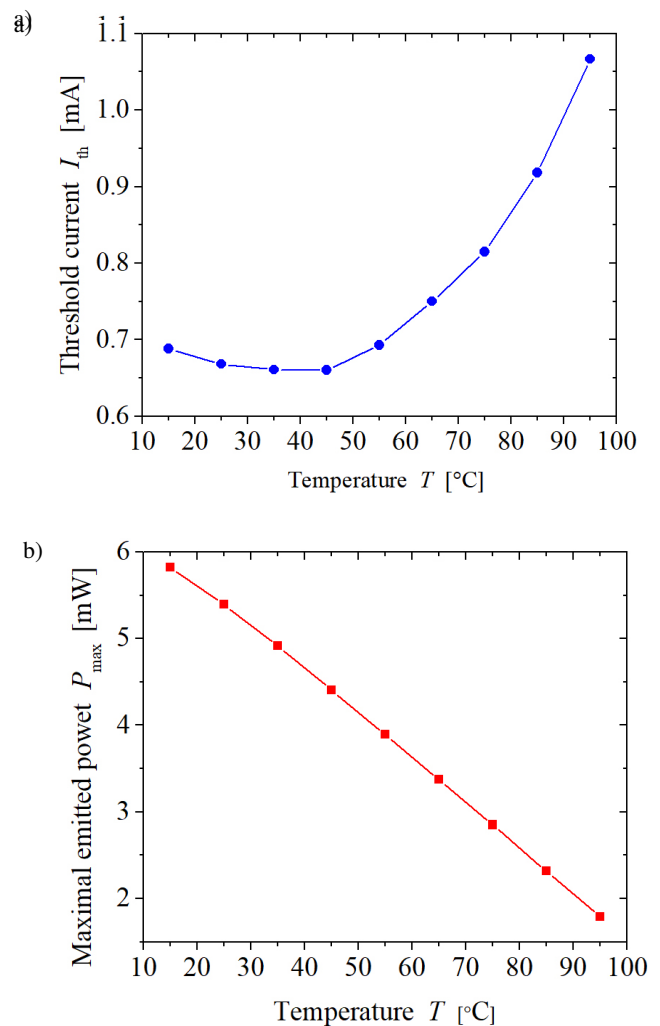 a)
a)
1.1
1.0
0.9
0.8
0.7
0.6
Threshold current I_th [mA]
10 20 30 40 50 60 70 80 90 100
Temperature T [°C]
b)
6
5
4
3
2
Maximal emitted powet P_max [mW]
10 20 30 40 50 60 70 80 90 100
Temperature T [°C]